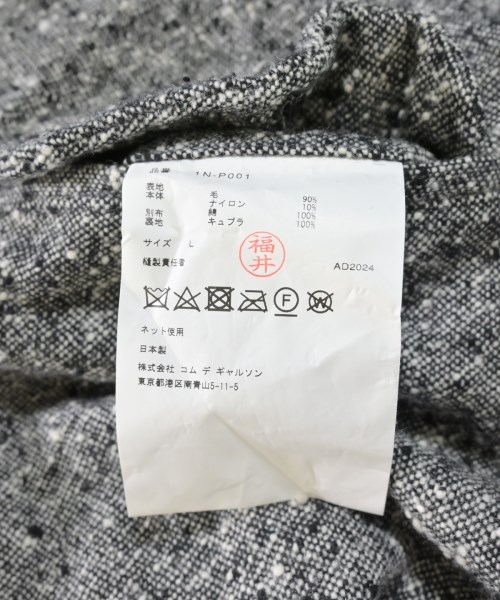 品番 1N-P001
表地
本体 毛 90%
ナイロン 10%
別布 綿 100%
裏地 キュプラ 100%
サイズ L
縫製責任者 福井 AD2024
F W
ネット使用
日本製
株式会社 コム デ ギャルソン
東京都港区南青山5-11-5